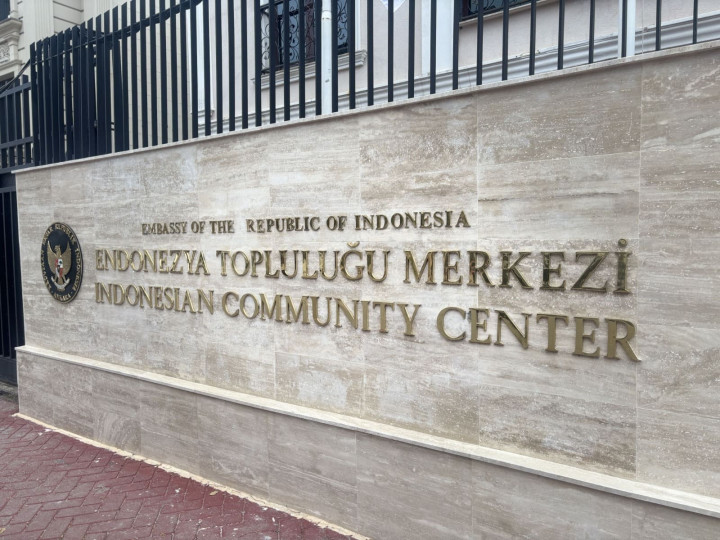 EMBASSY OF THE REPUBLIC OF INDONESIA
ENDONEZYA TOPLULUĞU MERKEZİ
INDONESIAN COMMUNITY CENTER